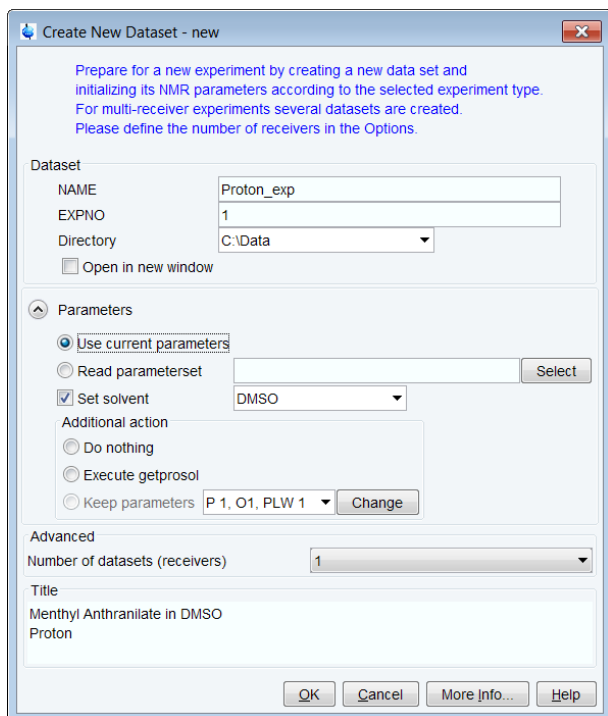 Create New Dataset - new
Prepare for a new experiment by creating a new data set and
initializing its NMR parameters according to the selected experiment type.
For multi-receiver experiments several datasets are created.
Please define the number of receivers in the Options.
Dataset
NAME Proton_exp
EXPNO 1
Directory C:\Data
Open in new window
Parameters
Use current parameters
Read parameterset Select
Set solvent DMSO
Additional action
Do nothing
Execute getprosol
Keep parameters P 1, O1, PLW 1 Change
Advanced
Number of datasets (receivers) 1
Title
Menthyl Anthranilate in DMSO
Proton
OK Cancel More Info... Help